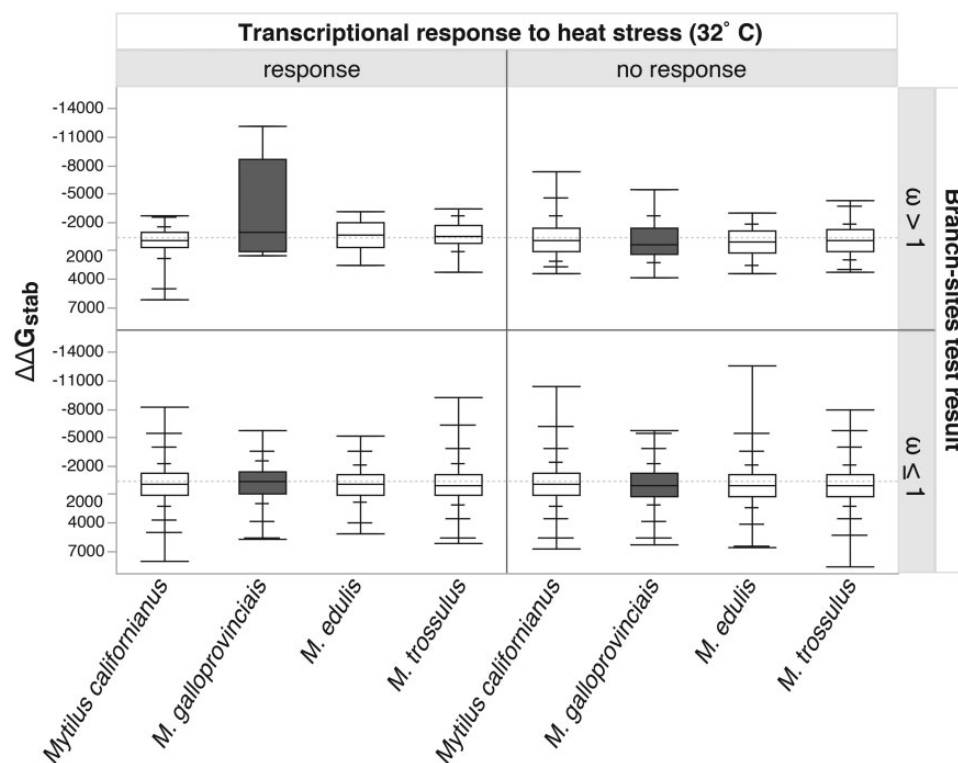 Transcriptional response to heat stress (32° C)
response
no response
-14000
-11000
-8000
-5000
-2000
2000
4000
7000
ω > 1
-14000
-11000
-8000
-5000
-2000
2000
4000
7000
ω ≤ 1
ΔΔGstab
Branch-sites test result
Mytilus californianus
M. galloprovinciais
M. edulis
M. trossulus
Mytilus californianus
M. galloprovinciais
M. edulis
M. trossulus